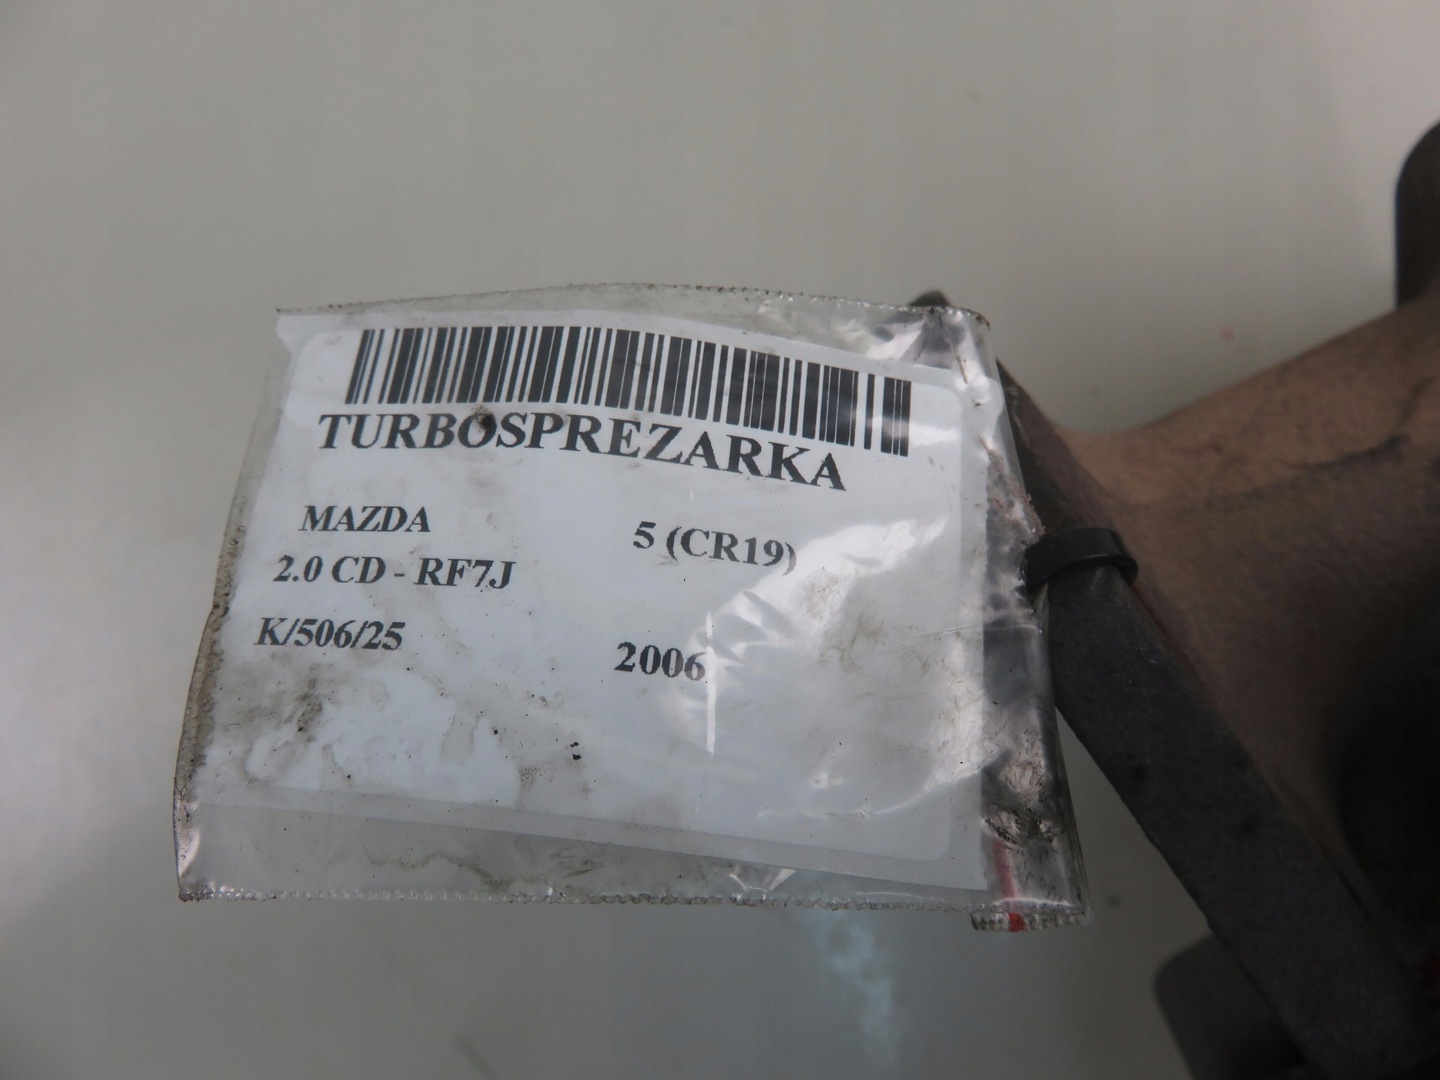 TURBOSPREZARKA
MAZDA 5 (CR19)
2.0 CD - RF7J
K/506/25 2006